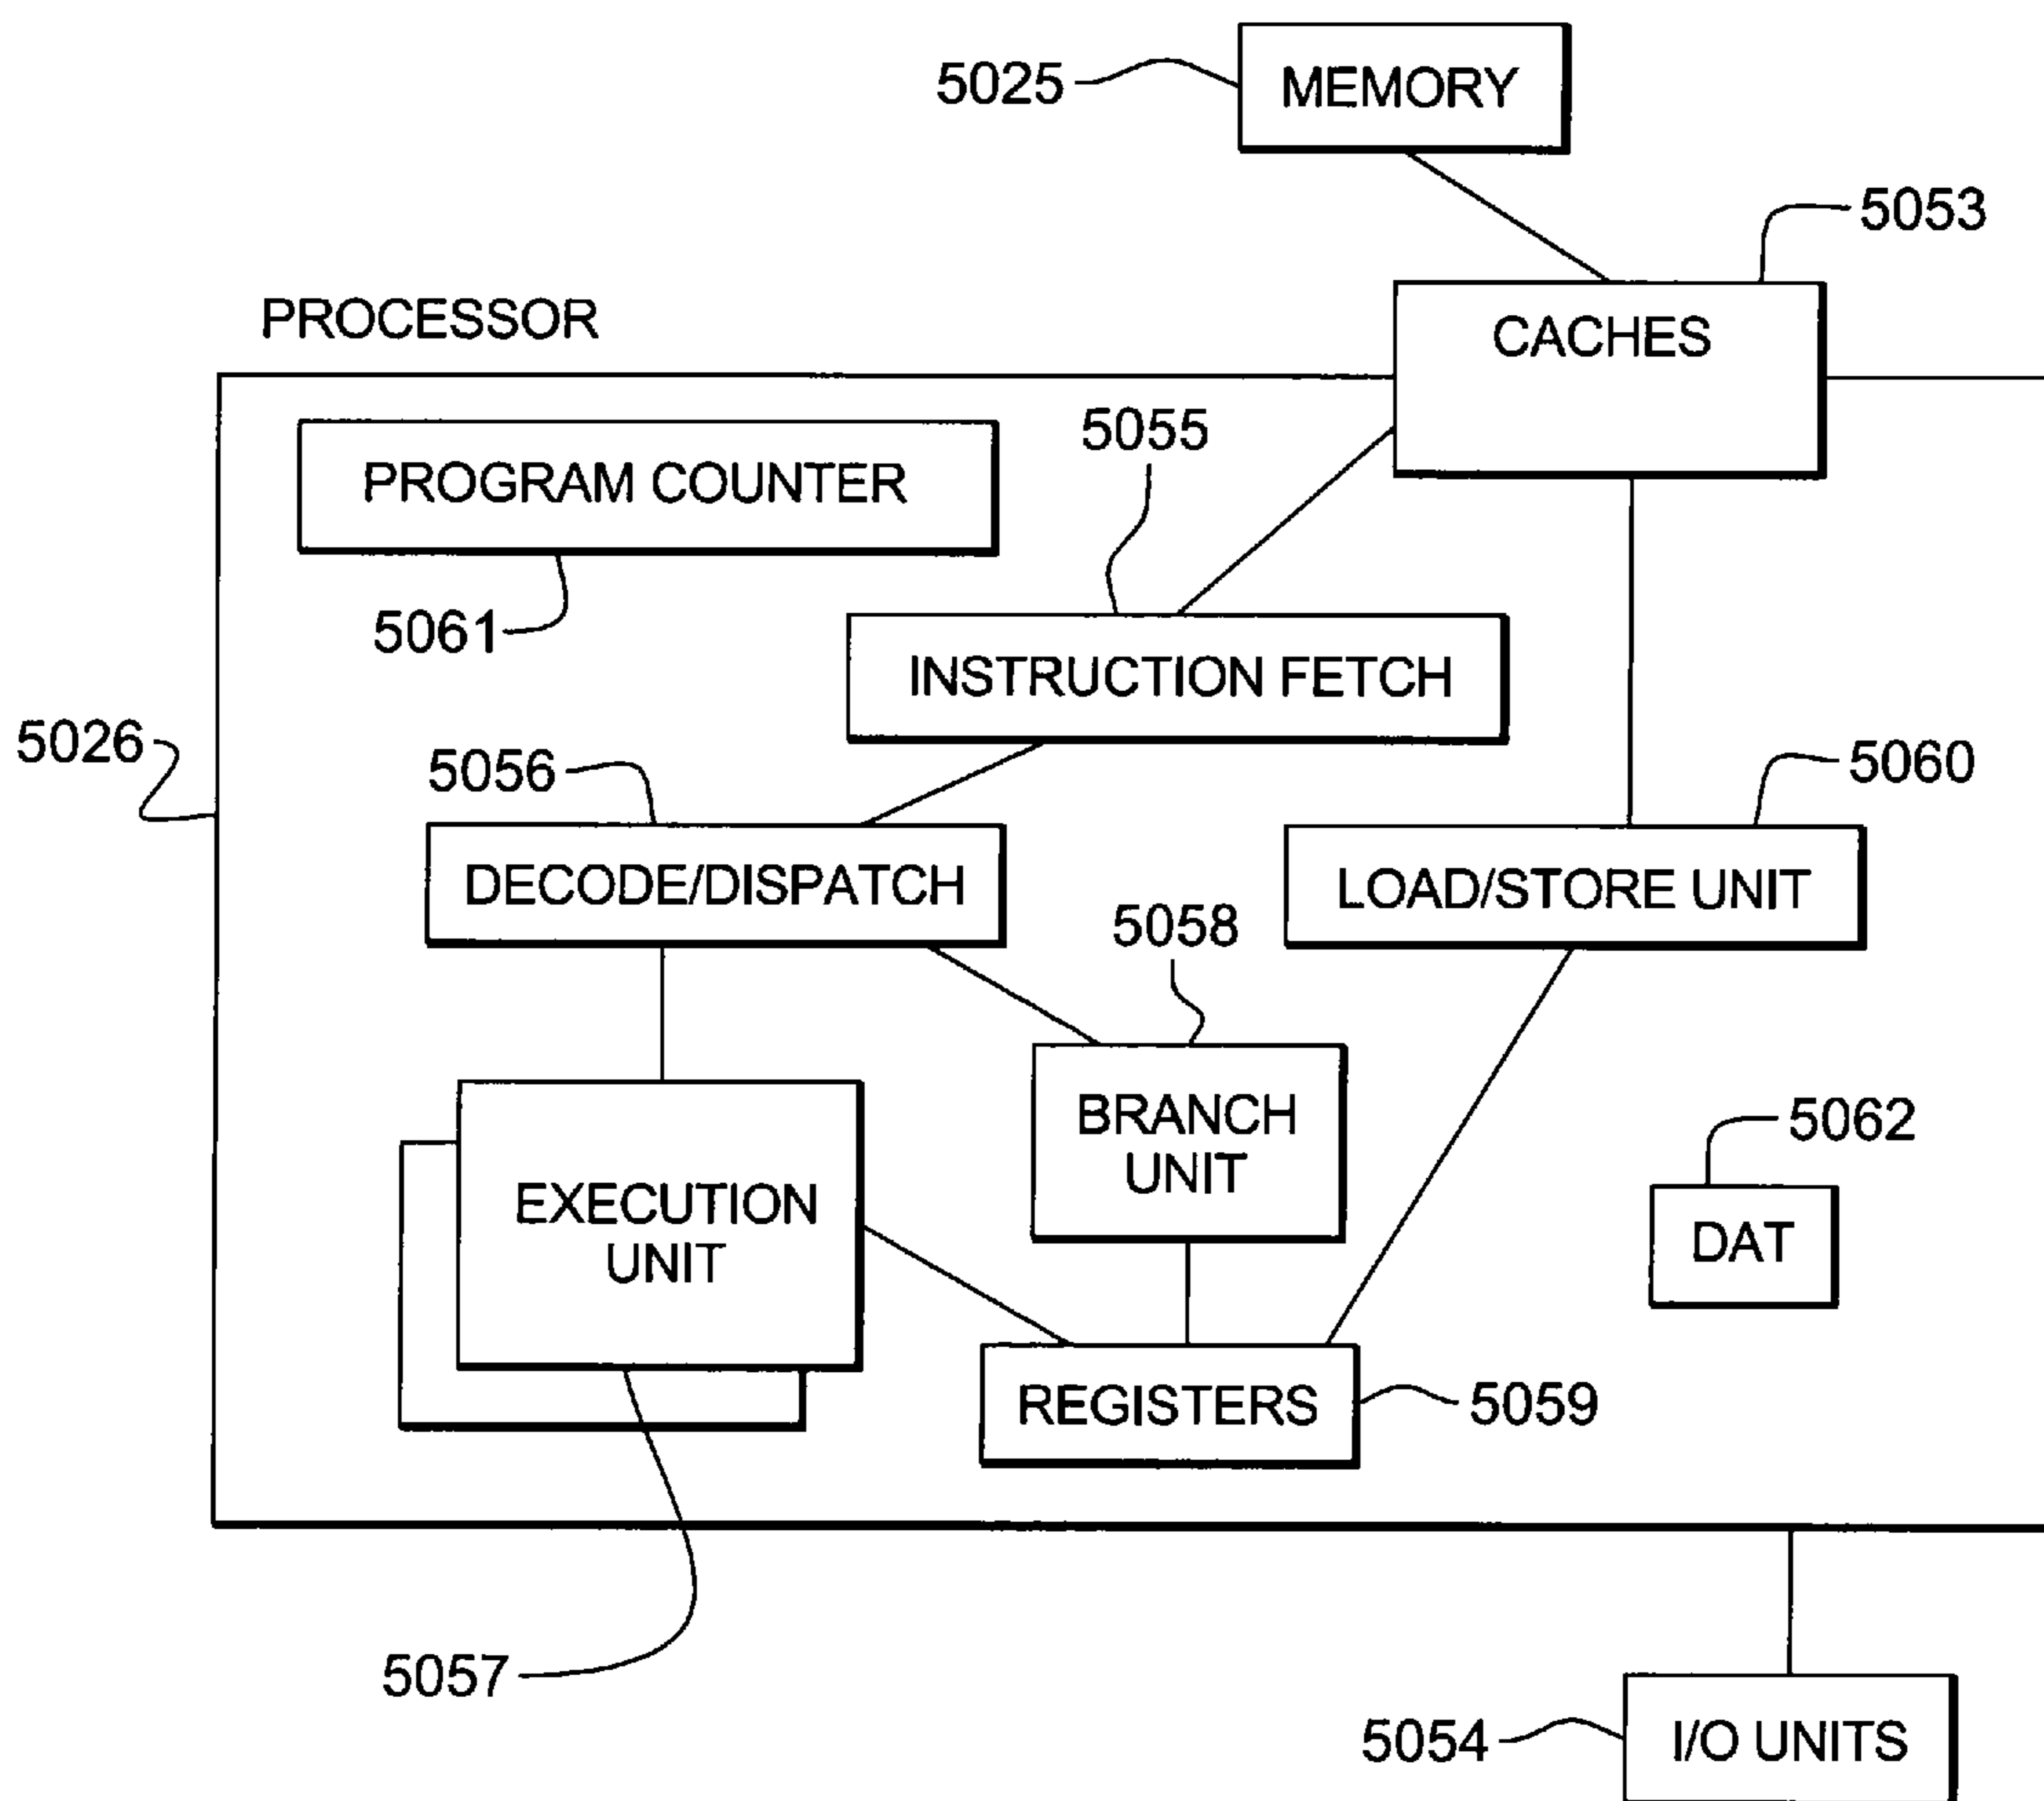 MEMORY
5025
5053
CACHES
PROCESSOR
5055
PROGRAM COUNTER
5061
INSTRUCTION FETCH
5026
5056
5060
DECODE/DISPATCH
LOAD/STORE UNIT
5058
BRANCH
UNIT
5062
EXECUTION
UNIT
DAT
REGISTERS
5059
5057
5054
I/O UNITS